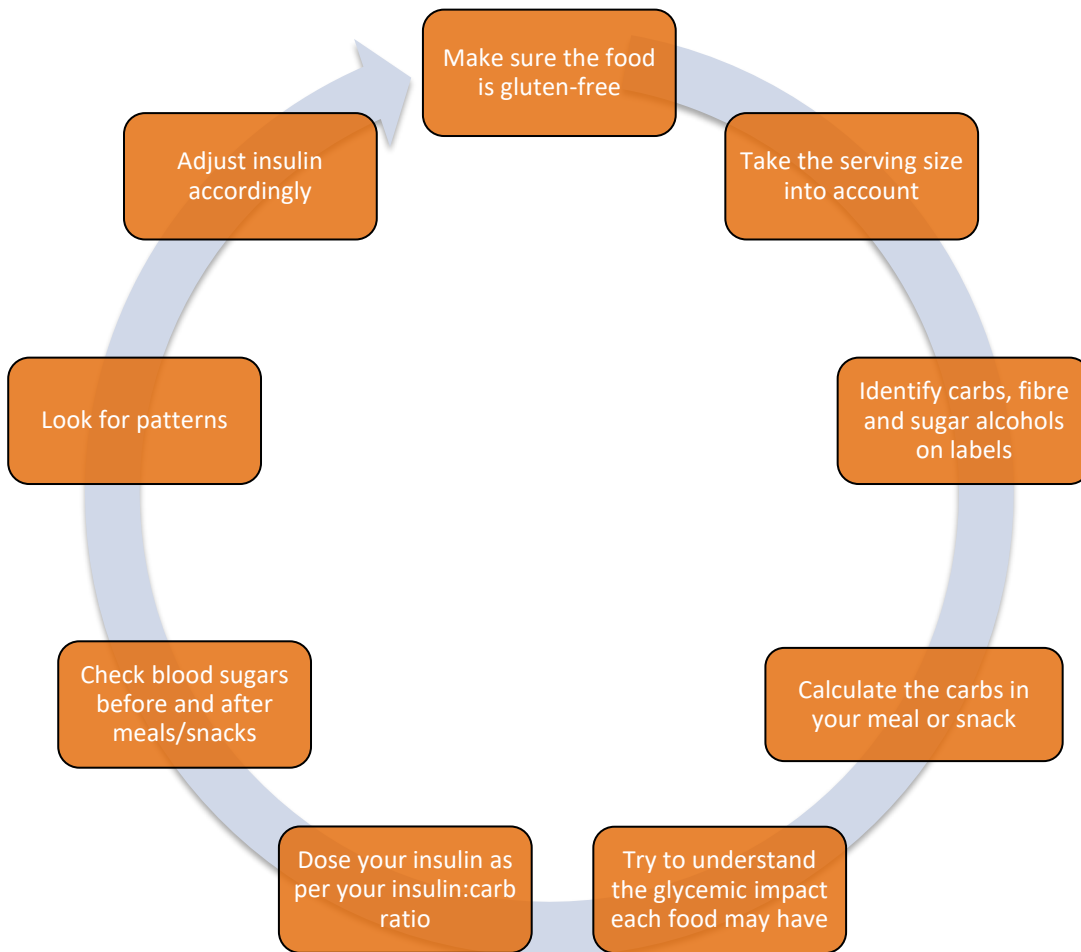 Make sure the food
is gluten-free
Take the serving size
into account
Identify carbs, fibre
and sugar alcohols
on labels
Calculate the carbs in
your meal or snack
Try to understand
the glycemic impact
each food may have
Dose your insulin as
per your insulin:carb
ratio
Check blood sugars
before and after
meals/snacks
Look for patterns
Adjust insulin
accordingly